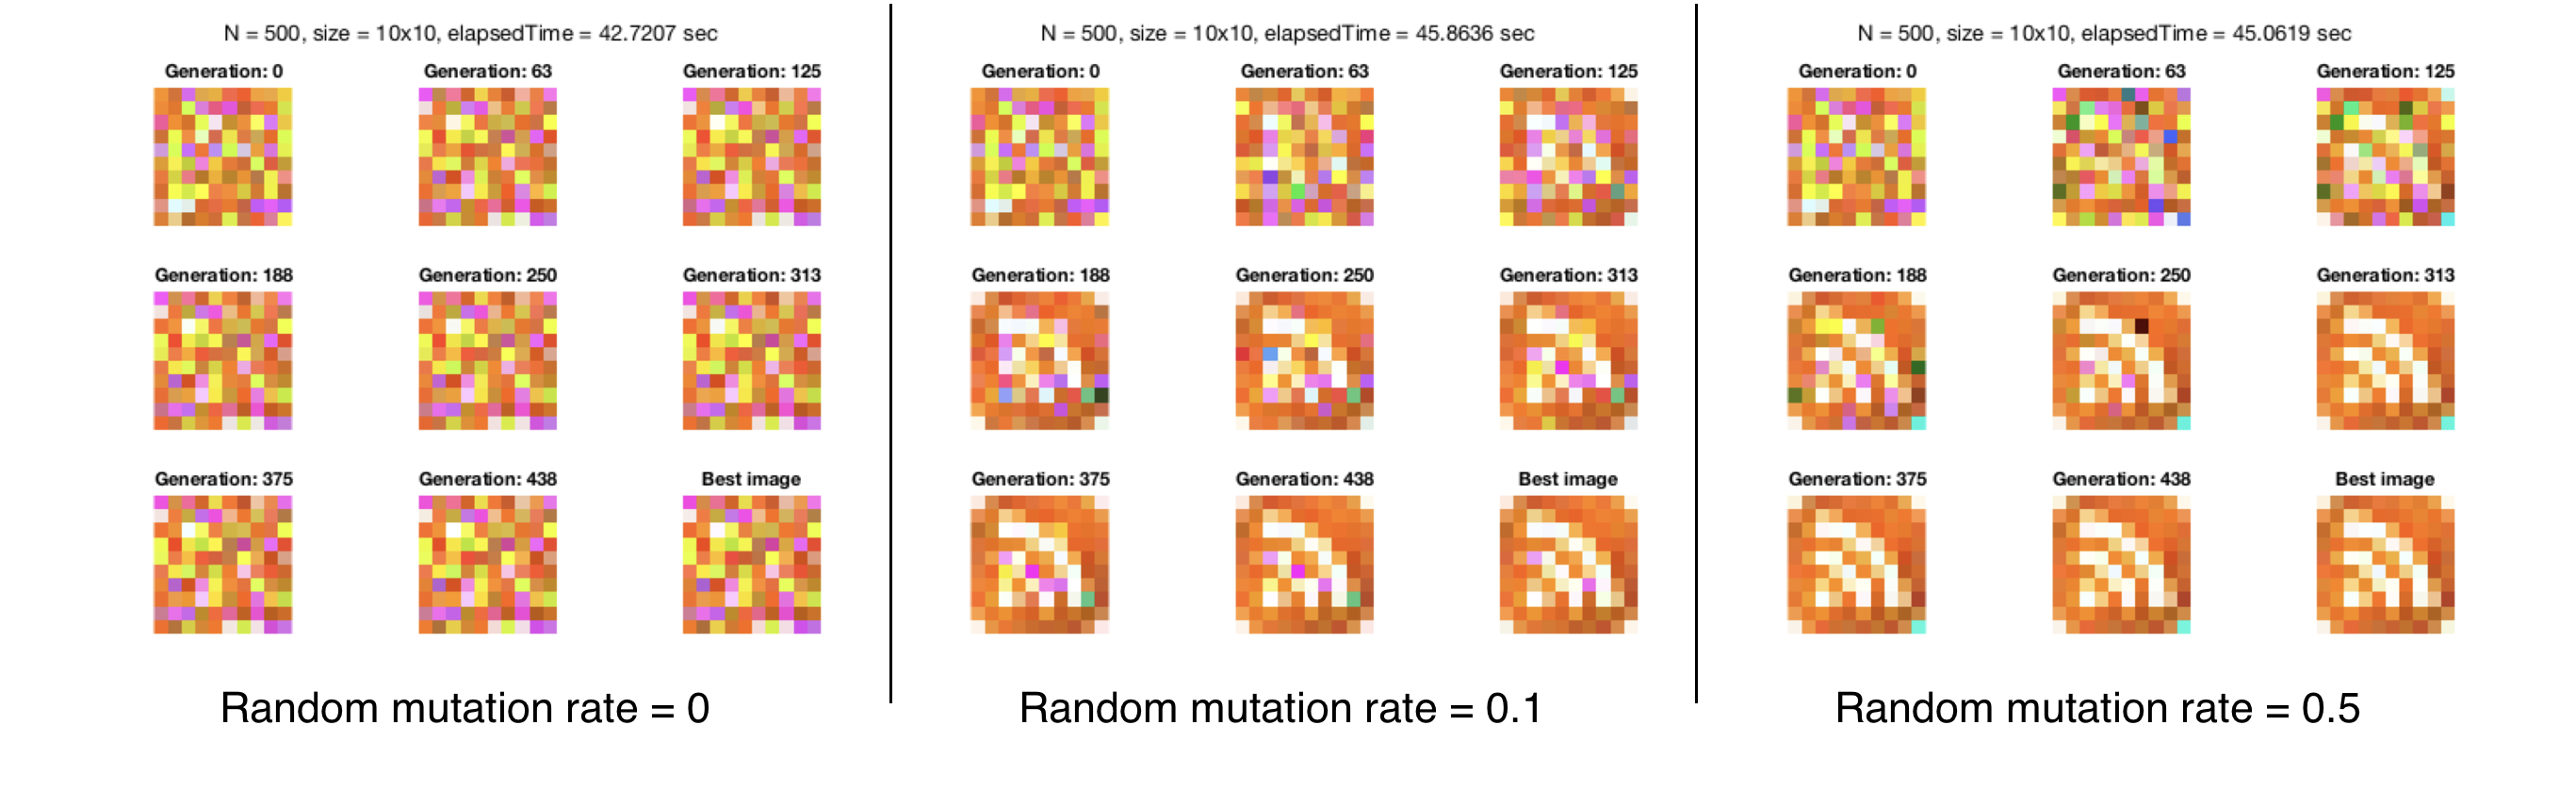 N = 500, size = 10x10, elapsedTime = 42.7207 sec
Generation: 0
Generation: 63
Generation: 125
Generation: 188
Generation: 250
Generation: 313
Generation: 375
Generation: 438
Best image
Random mutation rate = 0
N = 500, size = 10x10, elapsedTime = 45.8636 sec
Generation: 0
Generation: 63
Generation: 125
Generation: 188
Generation: 250
Generation: 313
Generation: 375
Generation: 438
Best image
Random mutation rate = 0.1
N = 500, size = 10x10, elapsedTime = 45.0619 sec
Generation: 0
Generation: 63
Generation: 125
Generation: 188
Generation: 250
Generation: 313
Generation: 375
Generation: 438
Best image
Random mutation rate = 0.5